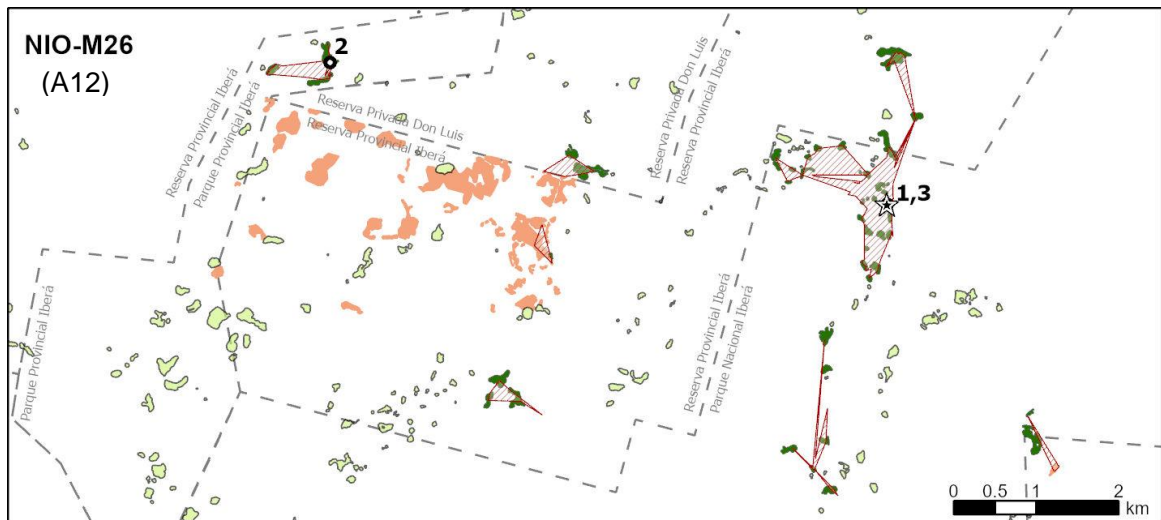 NIO-M26
(A12)
2
Reserva Provincial Iberá
Parque Provincial Iberá
Reserva Privada Don Luis
Reserva Provincial Iberá
Reserva Privada Don Luis
Reserva Provincial Iberá
1,3
Parque Provincial Iberá
Reserva Provincial Iberá
Parque Nacional Iberá
0 0.5 1 2
km